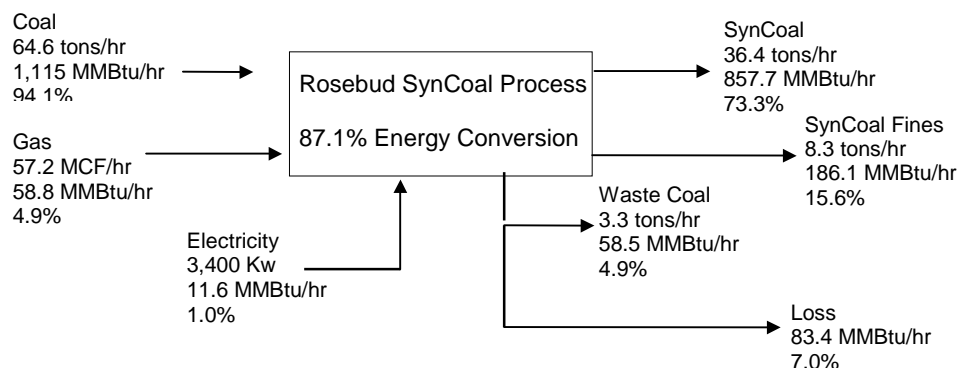 Coal
64.6 tons/hr
1,115 MMBtu/hr
94.1%
Gas
57.2 MCF/hr
58.8 MMBtu/hr
4.9%
Electricity
3,400 Kw
11.6 MMBtu/hr
1.0%
Rosebud SynCoal Process
87.1% Energy Conversion
SynCoal
36.4 tons/hr
857.7 MMBtu/hr
73.3%
SynCoal Fines
8.3 tons/hr
186.1 MMBtu/hr
15.6%
Waste Coal
3.3 tons/hr
58.5 MMBtu/hr
4.9%
Loss
83.4 MMBtu/hr
7.0%